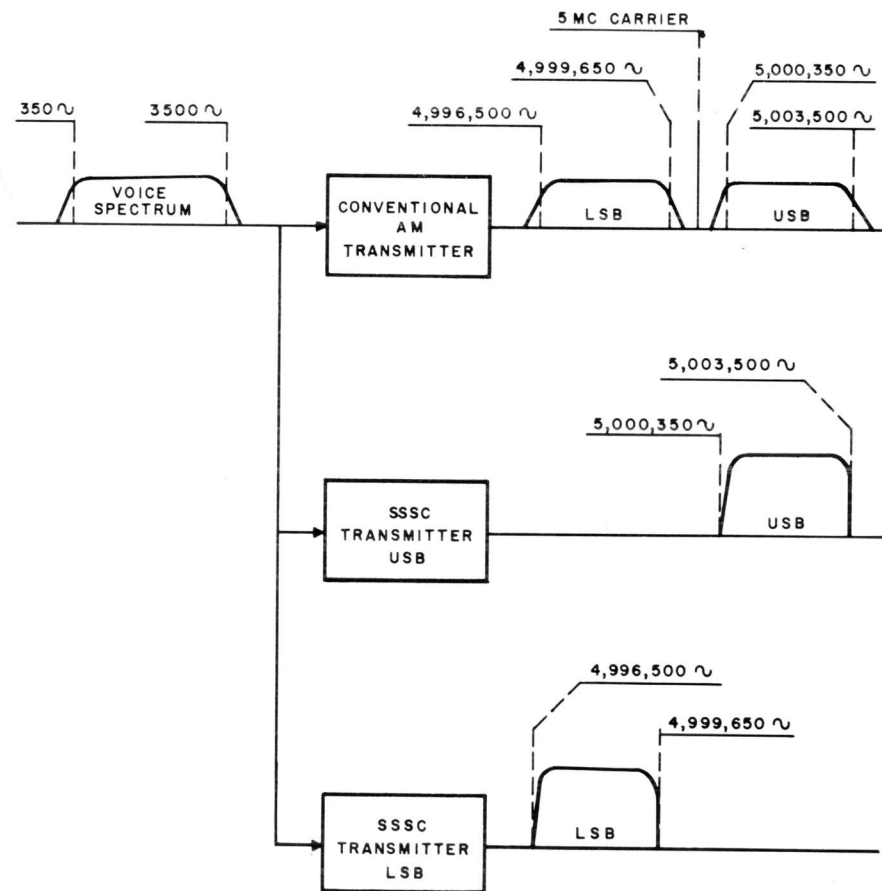 5 MC CARRIER
4,999,650 ∿
5,000,350 ∿
350 ∿
3500 ∿
4,996,500 ∿
5,003,500 ∿
VOICE
SPECTRUM
CONVENTIONAL
AM
TRANSMITTER
LSB
USB
5,003,500 ∿
5,000,350 ∿
SSSC
TRANSMITTER
USB
USB
4,996,500 ∿
4,999,650 ∿
SSSC
TRANSMITTER
LSB
LSB